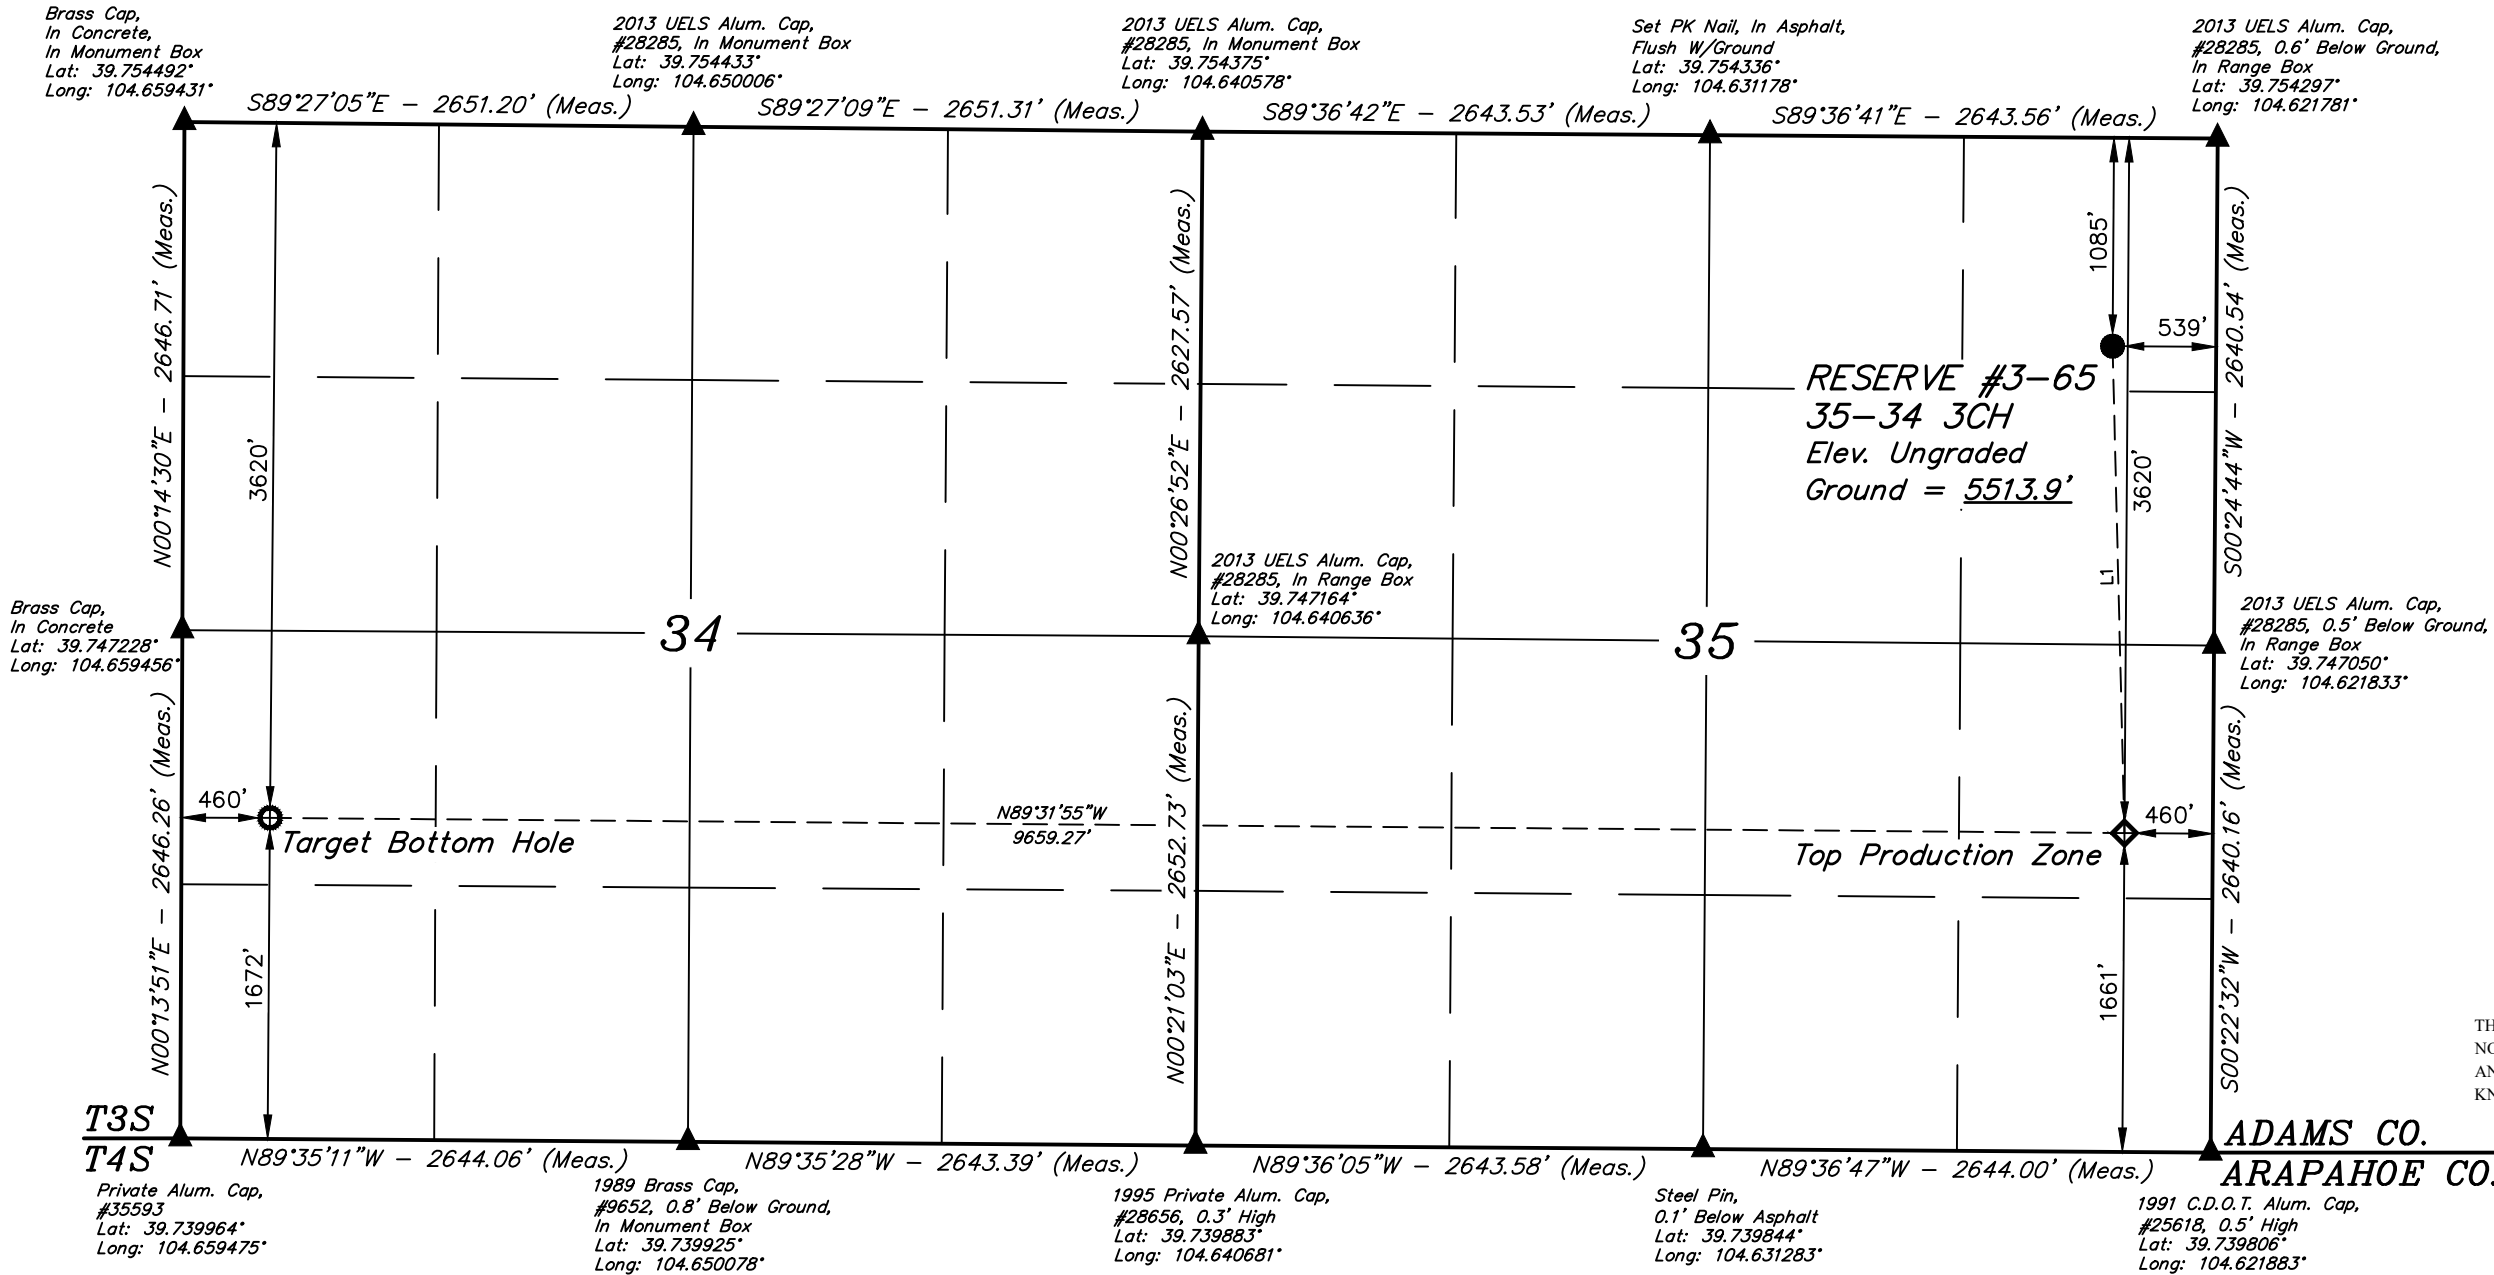 Brass Cap,
In Concrete,
In Monument Box
Lat: 39.754492°
Long: 104.659431°
2013 UELS Alum. Cap,
#28285, In Monument Box
Lat: 39.754433°
Long: 104.650006°
2013 UELS Alum. Cap,
#28285, In Monument Box
Lat: 39.754375°
Long: 104.640578°
Set PK Nail, In Asphalt,
Flush W/Ground
Lat: 39.754336°
Long: 104.631178°
2013 UELS Alum. Cap,
#28285, 0.6' Below Ground,
In Range Box
Lat: 39.754297°
Long: 104.621781°
S89°27'05"E - 2651.20' (Meas.)
S89°27'09"E - 2651.31' (Meas.)
S89°36'42"E - 2643.53' (Meas.)
S89°36'41"E - 2643.56' (Meas.)
N00°14'30"E - 2646.71' (Meas.)
3620'
N00°26'52"E - 2627.57' (Meas.)
1085'
539'
S00°24'44"W - 2640.54' (Meas.)
RESERVE #3-65
35-34 3CH
Elev. Ungraded
Ground = 5513.9'
3620'
L1
2013 UELS Alum. Cap,
#28285, In Range Box
Lat: 39.747164°
Long: 104.640636°
Brass Cap,
In Concrete
Lat: 39.747228°
Long: 104.659456°
34
35
2013 UELS Alum. Cap,
#28285, 0.5' Below Ground,
In Range Box
Lat: 39.747050°
Long: 104.621833°
N00°13'51"E - 2646.26' (Meas.)
460'
Target Bottom Hole
N89°31'55"W
9659.27'
N00°21'03"E - 2652.73' (Meas.)
460'
Top Production Zone
S00°22'32"W - 2640.16' (Meas.)
1672'
1661'
TH
NO
AN
KN
T3S
T4S
ADAMS CO.
ARAPAHOE CO.
N89°35'11"W - 2644.06' (Meas.)
N89°35'28"W - 2643.39' (Meas.)
N89°36'05"W - 2643.58' (Meas.)
N89°36'47"W - 2644.00' (Meas.)
Private Alum. Cap,
#35593
Lat: 39.739964°
Long: 104.659475°
1989 Brass Cap,
#9652, 0.8' Below Ground,
In Monument Box
Lat: 39.739925°
Long: 104.650078°
1995 Private Alum. Cap,
#28656, 0.3' High
Lat: 39.739883°
Long: 104.640681°
Steel Pin,
0.1' Below Asphalt
Lat: 39.739844°
Long: 104.631283°
1991 C.D.O.T. Alum. Cap,
#25618, 0.5' High
Lat: 39.739806°
Long: 104.621883°